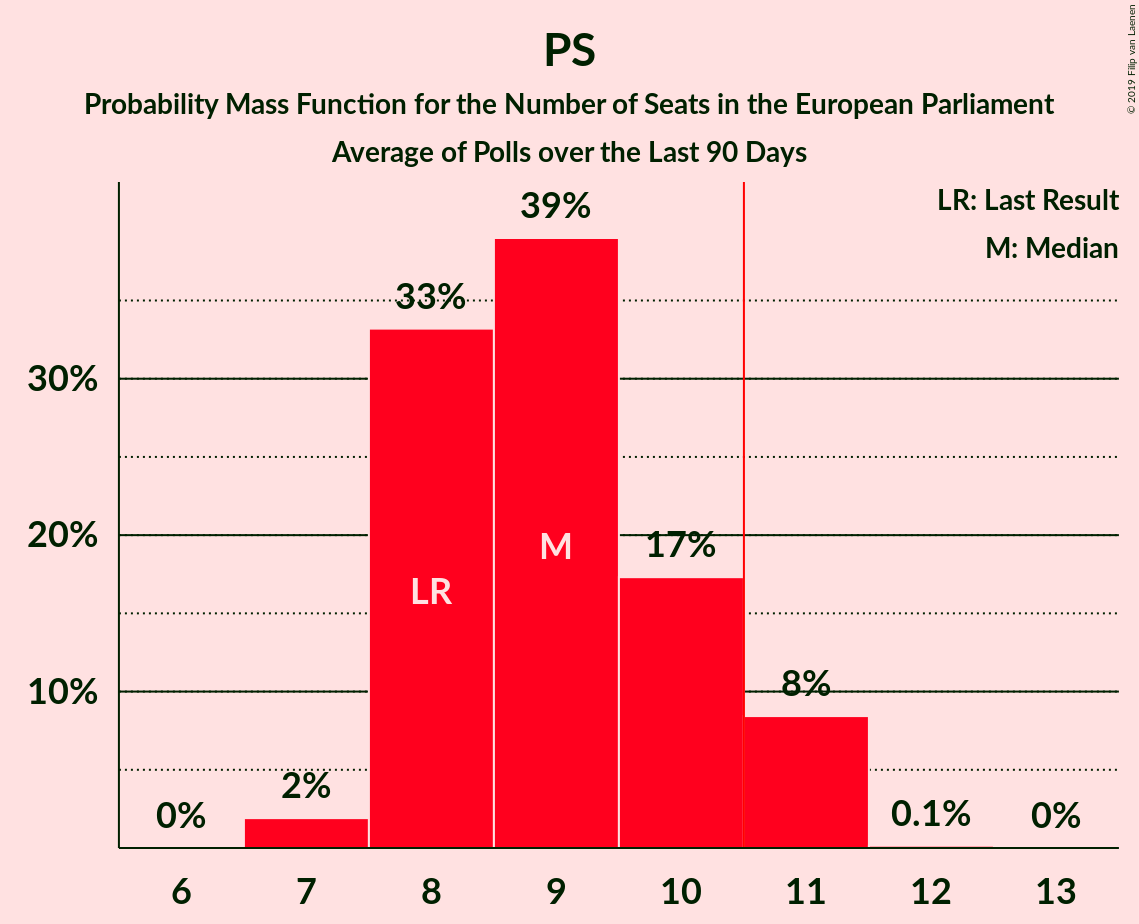 PS
Probability Mass Function for the Number of Seats in the European Parliament
Average of Polls over the Last 90 Days
© 2019 Filip van Laenen
LR: Last Result
M: Median
39%
33%
30%
M
20%
17%
LR
10%
8%
2%
0%
0.1%
0%
6 7 8 9 10 11 12 13